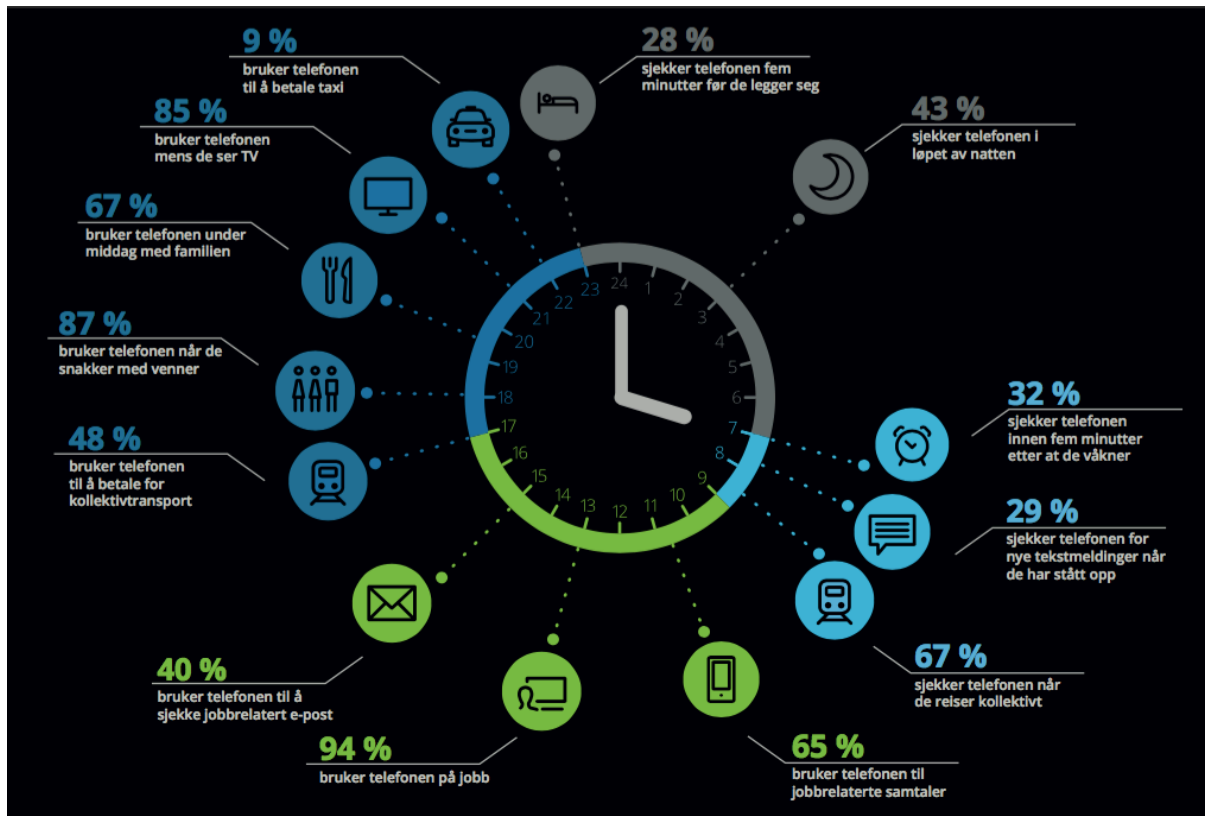 9 %
bruker telefonen
til å betale taxi
28 %
sjekker telefonen fem
minutter før de legger seg
85 %
bruker telefonen
mens de ser TV
43 %
sjekker telefonen i
løpet av natten
67 %
bruker telefonen under
middag med familien
87 %
bruker telefonen når de
snakker med venner
48 %
bruker telefonen
til å betale for
kollektivtransport
24
1
2
3
4
5
6
7
8
9
10
11
12
13
14
15
16
17
18
19
20
21
22
23
32 %
sjekker telefonen
innen fem minutter
etter at de våkner
29 %
sjekker telefonen for
nye tekstmeldinger når
de har stått opp
67 %
sjekker telefonen når
de reiser kollektivt
40 %
bruker telefonen til å
sjekke jobbrelatert e-post
94 %
bruker telefonen på jobb
65 %
bruker telefonen til
jobbrelaterte samtaler